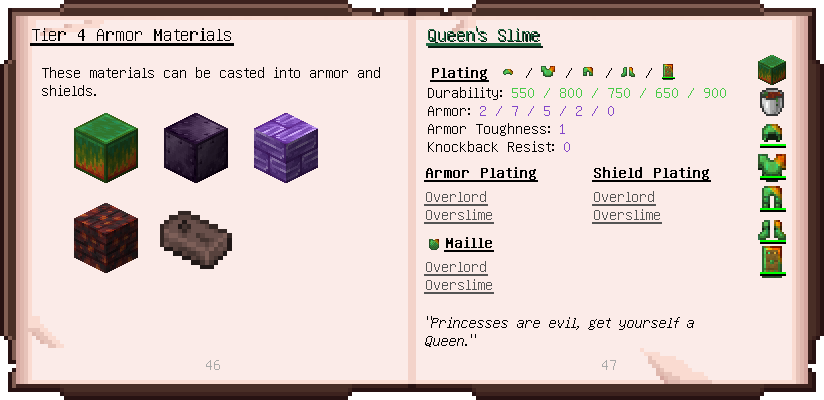 Tier 4 Armor Materials
These materials can be casted into armor and
shields.
46
Queen's Slime
Plating / / / /
Durability: 550 / 800 / 750 / 650 / 900
Armor: 2 / 7 / 5 / 2 / 0
Armor Toughness: 1
Knockback Resist: 0
Armor Plating
Overlord
Overslime
Shield Plating
Overlord
Overslime
Maille
Overlord
Overslime
"Princesses are evil, get yourself a
Queen."
47